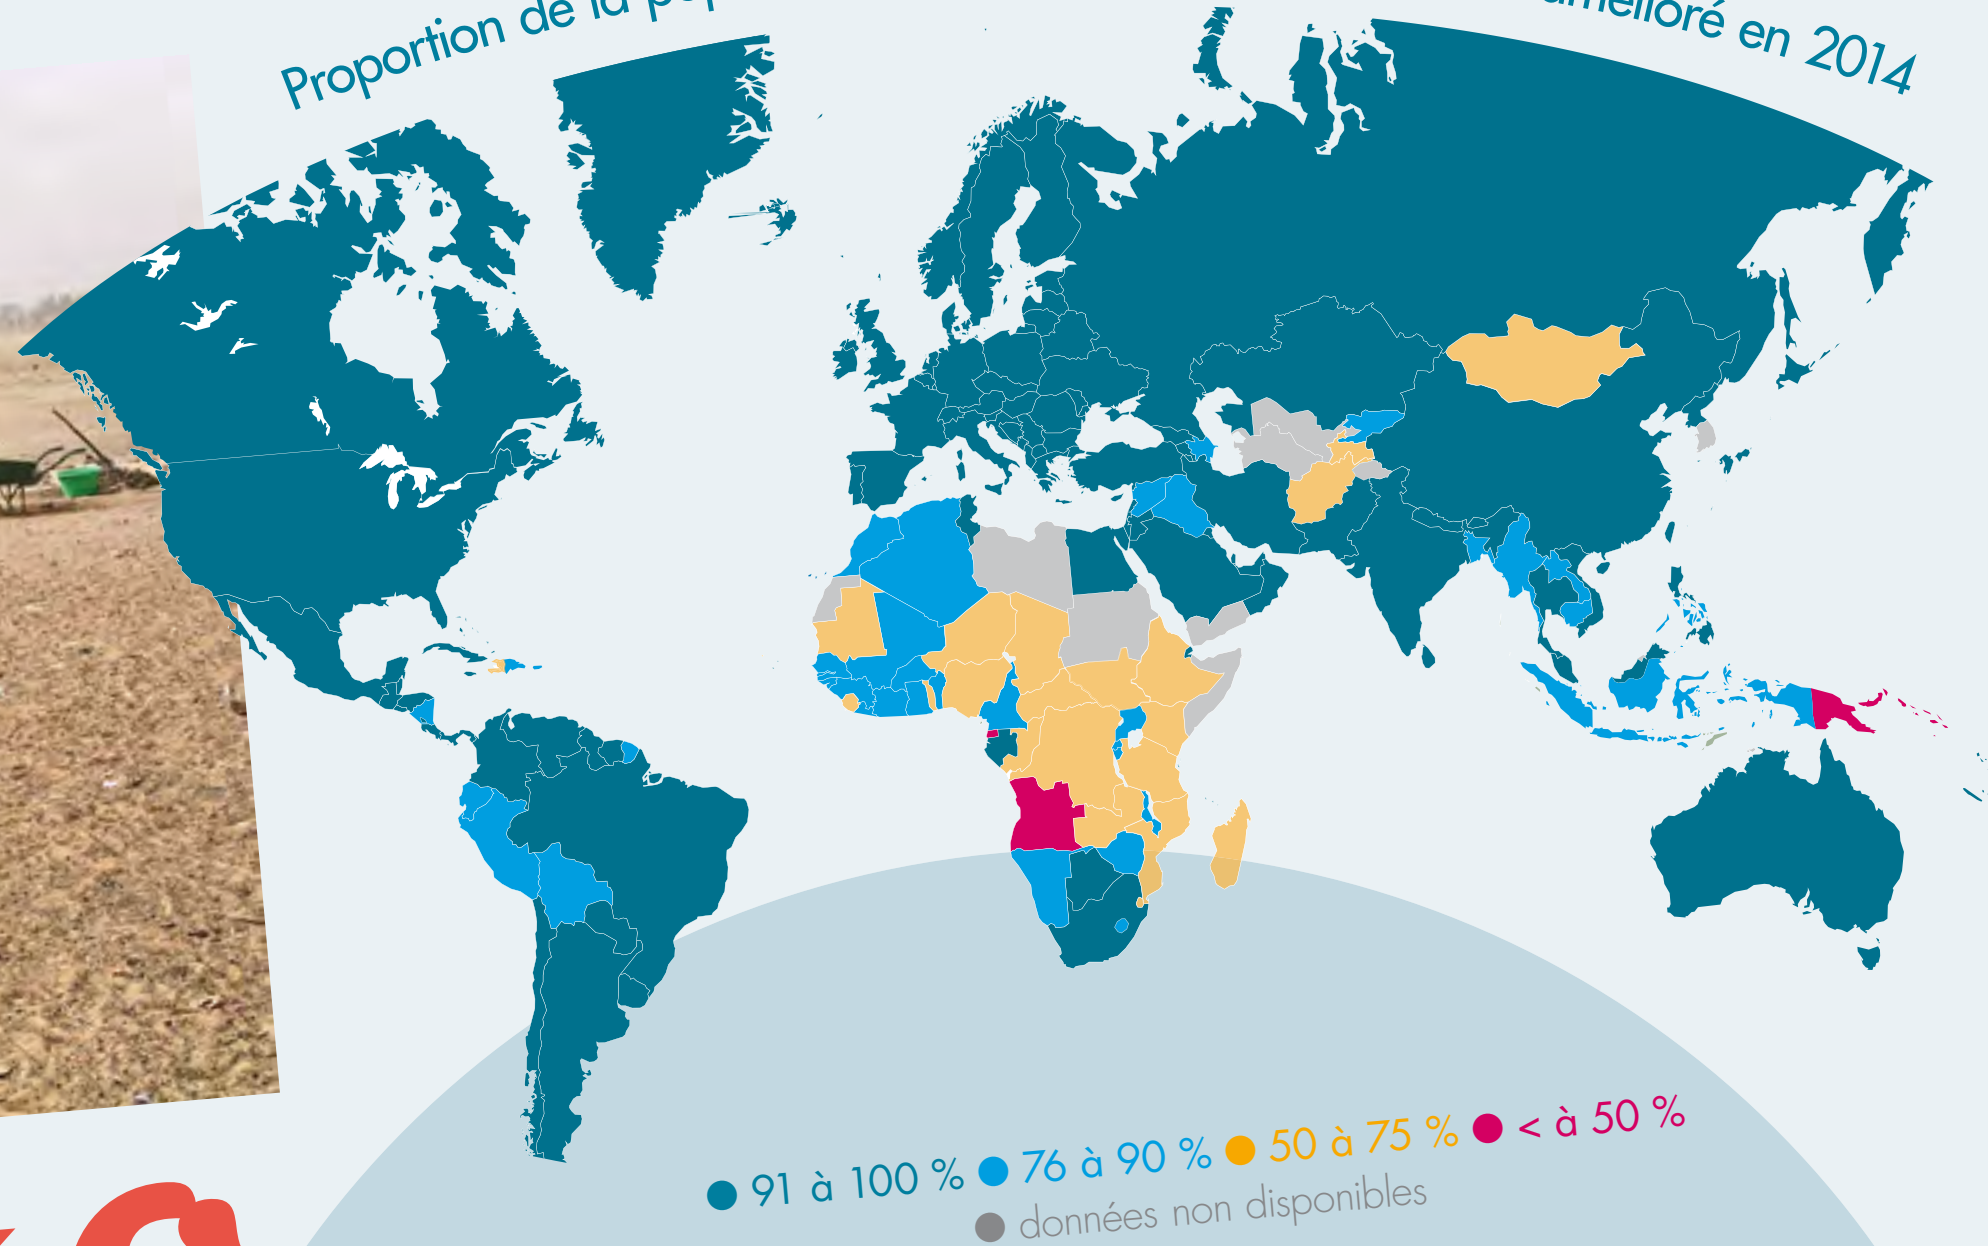 Proportion de la
amélioré en 2014
91 à 100 % 76 à 90 % 50 à 75 % < à 50 %
données non disponibles